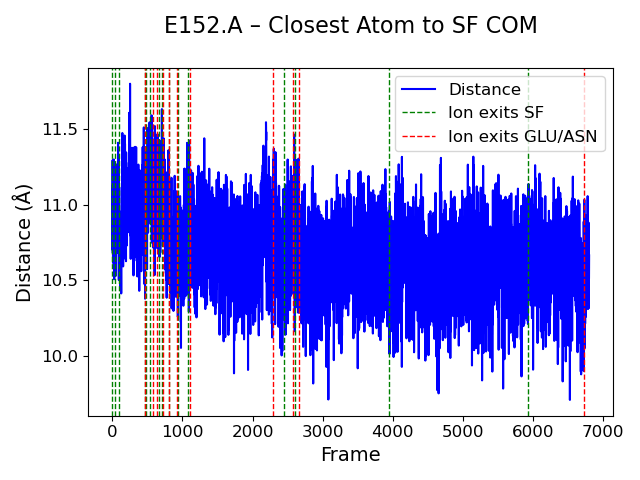 E152.A – Closest Atom to SF COM
Distance
Ion exits SF
Ion exits GLU/ASN
Distance (Å)
11.5
11.0
10.5
10.0
0 1000 2000 3000 4000 5000 6000 7000
Frame